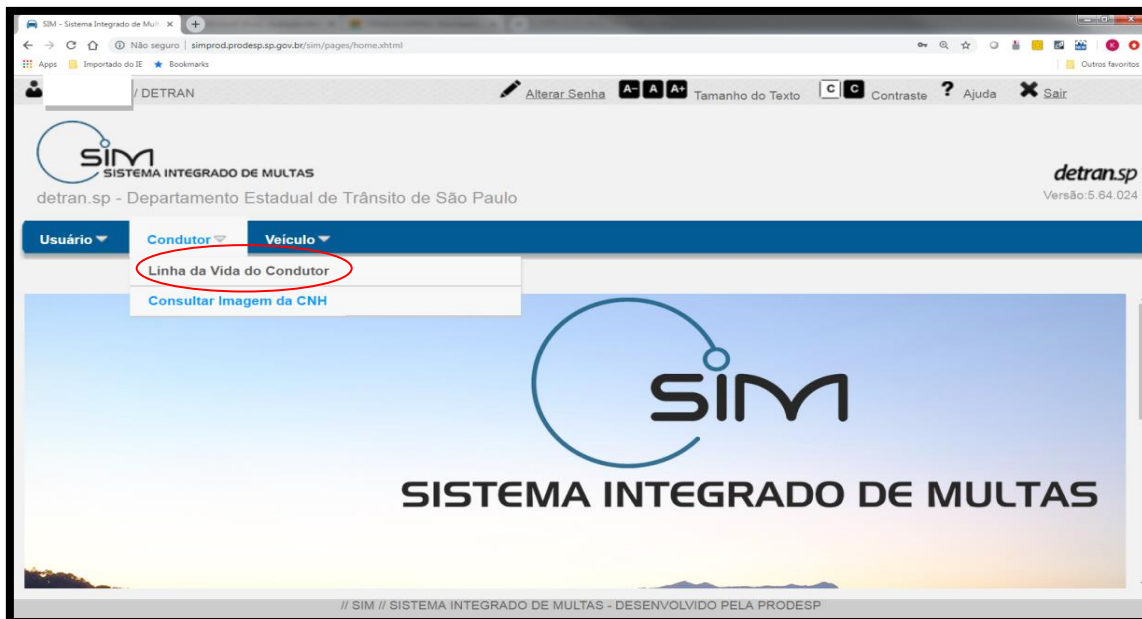 SIM - Sistema Integrado de Mult
Não seguro | simprod.prodesp.sp.gov.br/sim/pages/home.xhtml
Apps Importado do IE Bookmarks Outros favoritos
/ DETRAN Alterar Senha A- A A+ Tamanho do Texto C C Contraste ? Ajuda Sair
SIM
SISTEMA INTEGRADO DE MULTAS
detran.sp
detran.sp - Departamento Estadual de Trânsito de São Paulo
Versão:5.64.024
Usuário Condutor Veículo
Linha da Vida do Condutor
Consultar Imagem da CNH
SIM
SISTEMA INTEGRADO DE MULTAS
// SIM // SISTEMA INTEGRADO DE MULTAS - DESENVOLVIDO PELA PRODESP